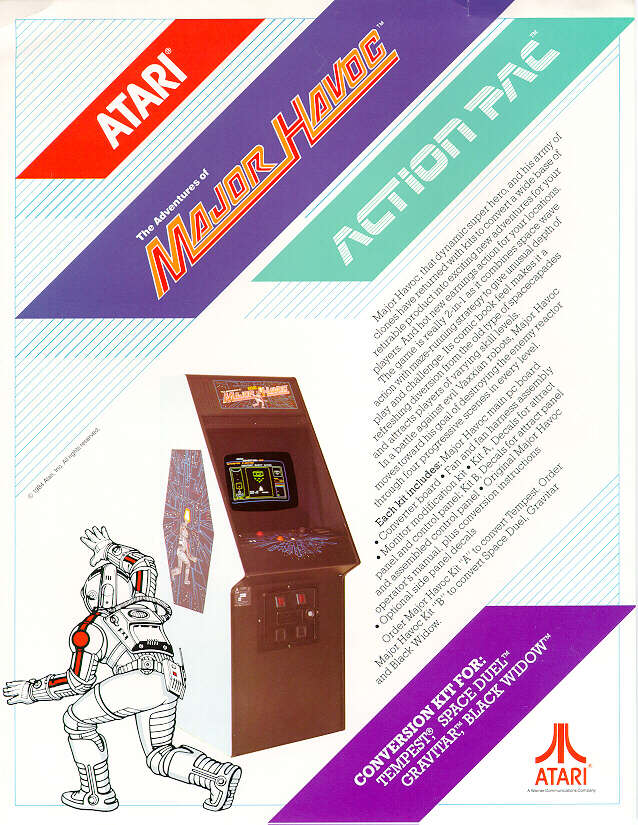 ATARI®
The Adventures of
MAJOR HAVOC™
ACTION PAC™
Major Havoc, that dynamic super hero, and his army of
clones have returned with kits to convert a wide base of
retirable product into exciting new adventures for your
players. And hot new earnings action for your locations.
The game is really 2-in-1 as it combines space wave
action with maze-running strategy to give unusual depth of
play and challenge. Its comic book feel makes it a
refreshing diversion from the old type of spacecapades
and attracts players of varying skill levels.
In a battle against evil Vaxxian robots, Major Havoc
moves toward his goal of destroying the enemy reactor
through four progressive scenes in every level.
Each kit includes: Major Havoc main pc board
• Converter board • Fan and fan harness assembly
• Monitor modification kit • Kit A, Decals for attract
panel and control panel, Kit B, Decals for attract panel
and assembled control panel • Original Major Havoc
operator's manual, plus conversion instructions
• Optional side panel decals
Order Major Havoc Kit "A" to convert Tempest. Order
Major Havoc Kit "B" to convert Space Duel, Gravitar
and Black Widow.
© 1984 Atari, Inc. All rights reserved.
MAJOR HAVOC
CONVERSION KIT FOR:
TEMPEST®, SPACE DUEL™
GRAVITAR™, BLACK WIDOW™
ATARI®
A Warner Communications Company